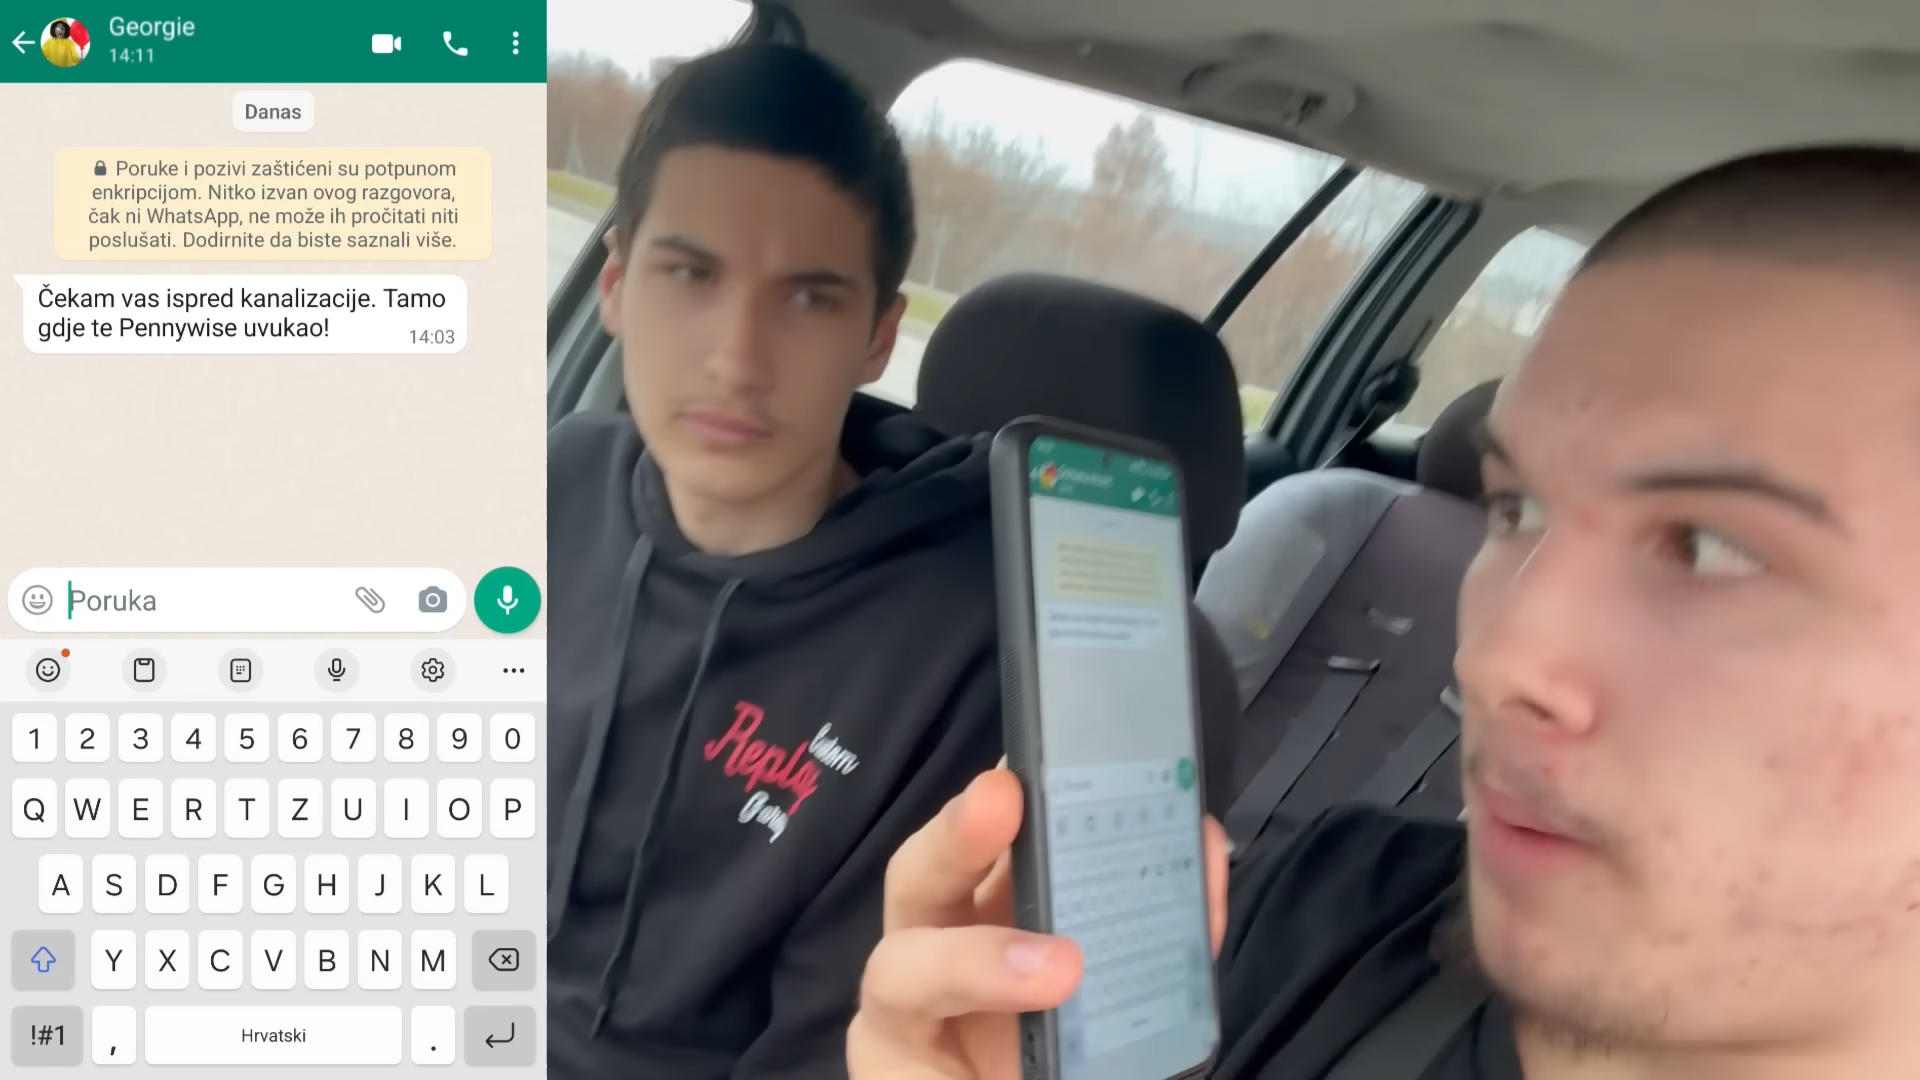 Georgie
14:11
Danas
Poruke i pozivi zaštićeni su potpunom
enkripcijom. Nitko izvan ovog razgovora,
čak ni WhatsApp, ne može ih pročitati niti
poslušati. Dodirnite da biste saznali više.
Čekam vas ispred kanalizacije. Tamo
gdje te Pennywise uvukao!
14:03
Poruka
1 2 3 4 5 6 7 8 9 0
Q W E R T Z U I O P
A S D F G H J K L
Y X C V B N M
!#1 , Hrvatski .
Reply